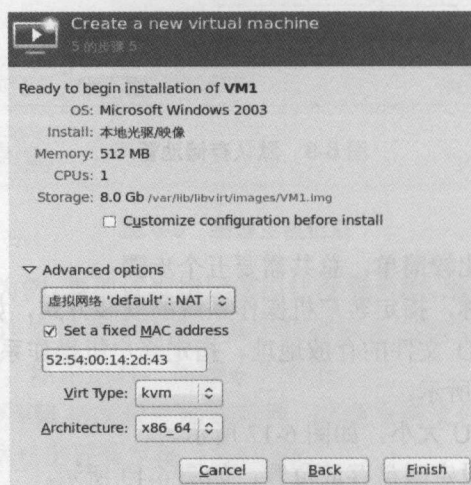 Create a new virtual machine
5 的步骤 5
Ready to begin installation of VM1
OS: Microsoft Windows 2003
Install: 本地光驱/映像
Memory: 512 MB
CPUs: 1
Storage: 8.0 Gb /var/lib/libvirt/images/VM1.img
Customize configuration before install
Advanced options
虚拟网络 'default' : NAT
Set a fixed MAC address
52:54:00:14:2d:43
Virt Type: kvm
Architecture: x86_64
Cancel Back Finish